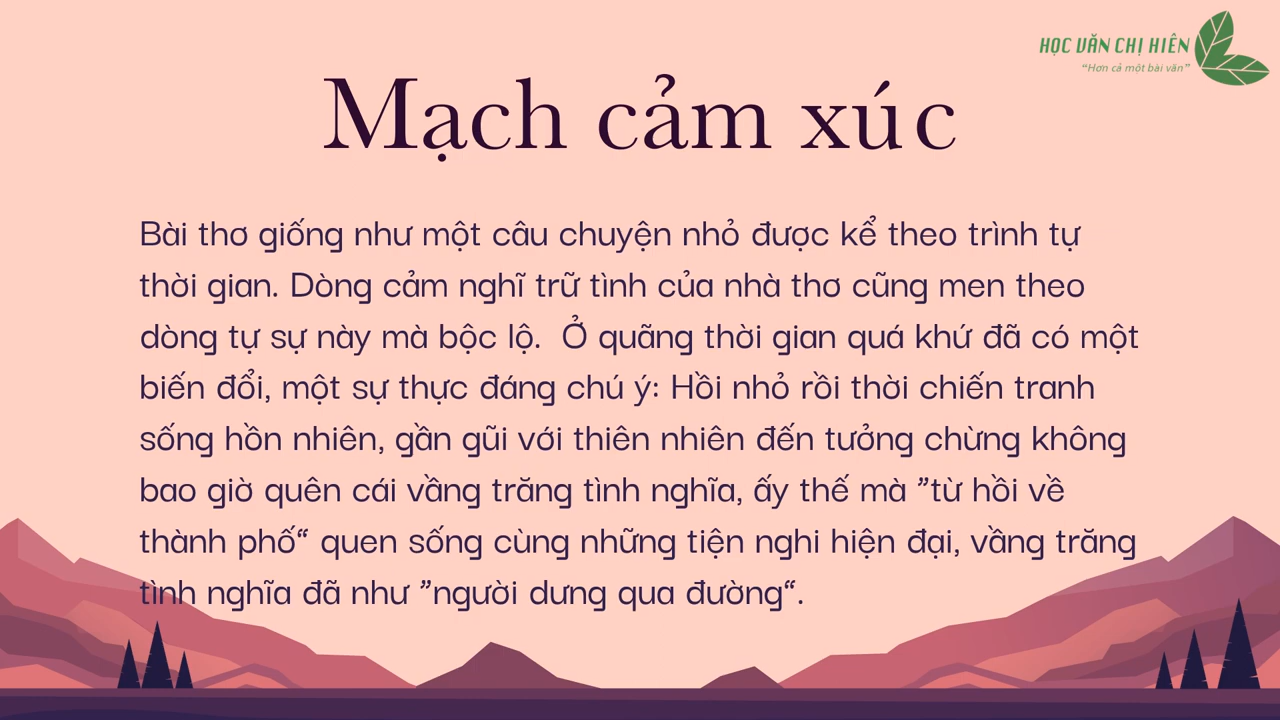 HỌC VĂN CHỊ HIÊN
“Hơn cả một bài văn”
Mạch cảm xúc
Bài thơ giống như một câu chuyện nhỏ được kể theo trình tự
thời gian. Dòng cảm nghĩ trữ tình của nhà thơ cũng men theo
dòng tự sự này mà bộc lộ.  Ở quãng thời gian quá khứ đã có một
biến đổi, một sự thực đáng chú ý: Hồi nhỏ rồi thời chiến tranh
sống hồn nhiên, gần gũi với thiên nhiên đến tưởng chừng không
bao giờ quên cái vầng trăng tình nghĩa, ấy thế mà ”từ hồi về
thành phố“ quen sống cùng những tiện nghi hiện đại, vầng trăng
tình nghĩa đã như ”người dưng qua đường“.